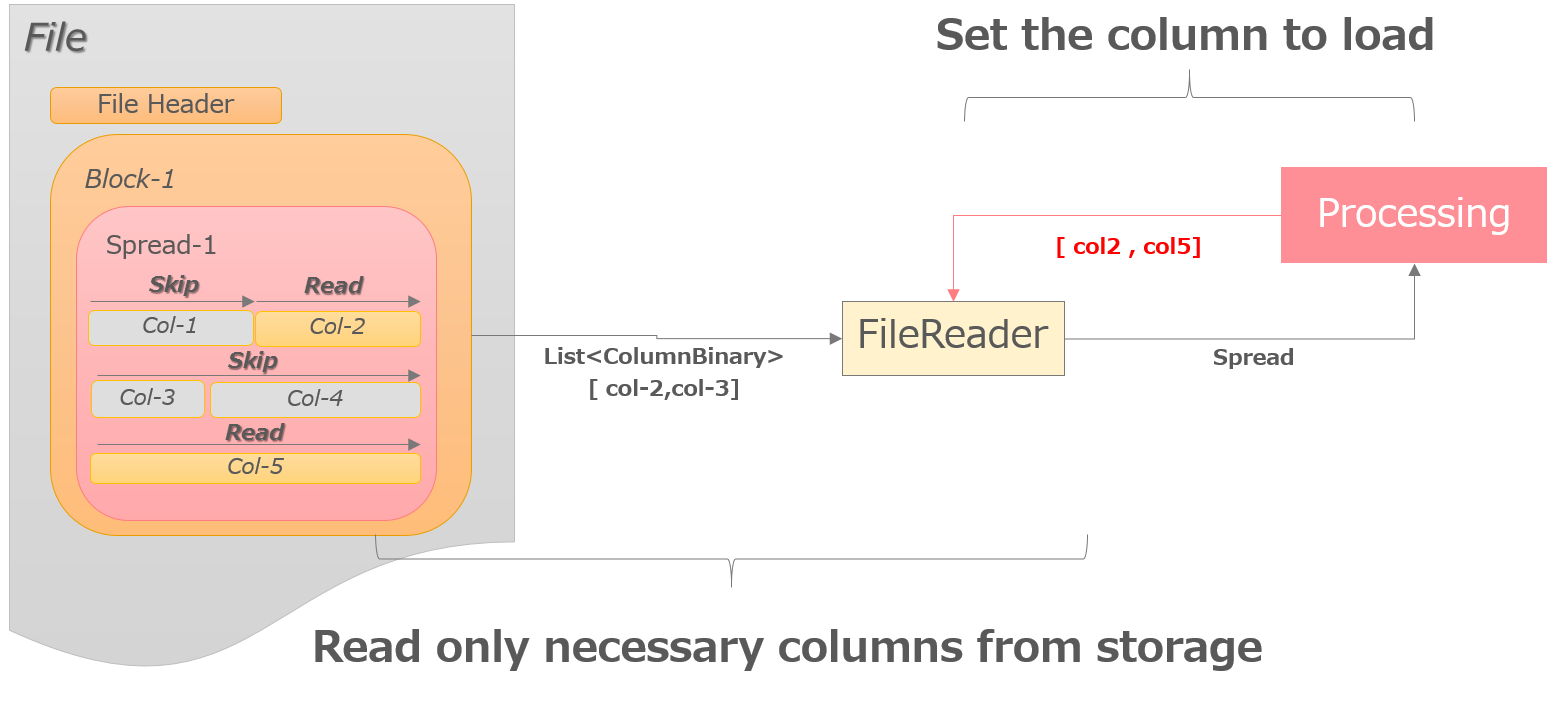 File
Set the column to load
File Header
Block-1
Processing
Spread-1
[ col2 , col5]
Skip
Read
Col-1
Col-2
FileReader
List<ColumnBinary>
[ col-2,col-3]
Spread
Skip
Col-3
Col-4
Read
Col-5
Read only necessary columns from storage